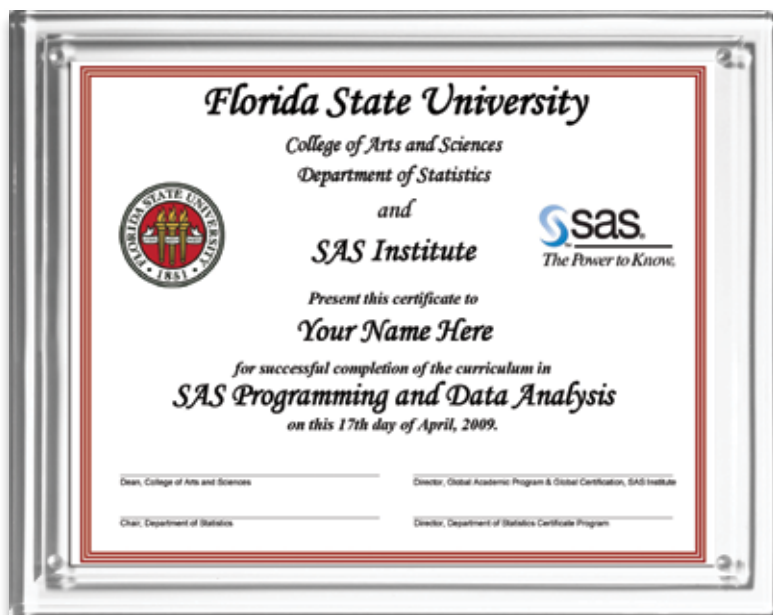 Florida State University
College of Arts and Sciences
Department of Statistics
and
SAS Institute
FLORIDA STATE UNIVERSITY
1851
sas.
The Power to Know.
Present this certificate to
Your Name Here
for successful completion of the curriculum in
SAS Programming and Data Analysis
on this 17th day of April, 2009.
Dean, College of Arts and Sciences
Director, Global Academic Program & Global Certification, SAS Institute
Chair, Department of Statistics
Director, Department of Statistics Certificate Program